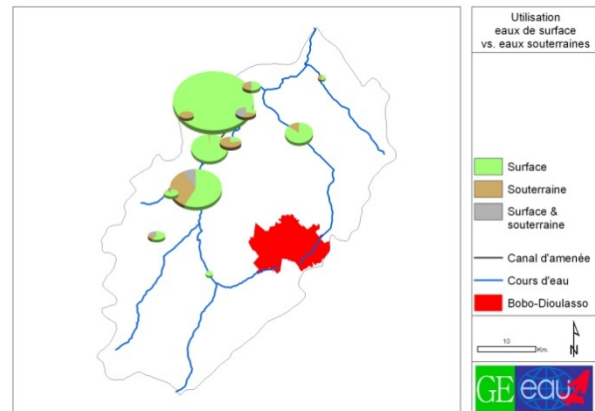 Utilisation
eaux de surface
vs. eaux souterraines
Surface
Souterraine
Surface &
souterraine
Canal d'amenée
Cours d'eau
Bobo-Dioulasso
10
Km.
N
GE eau